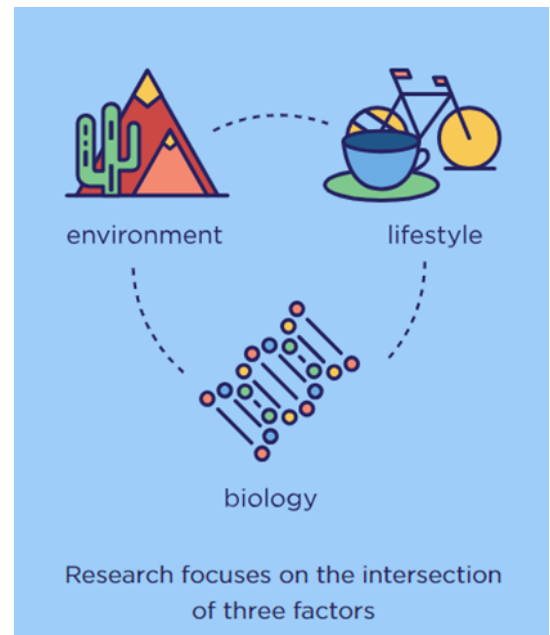 environment
lifestyle
biology
Research focuses on the intersection
of three factors